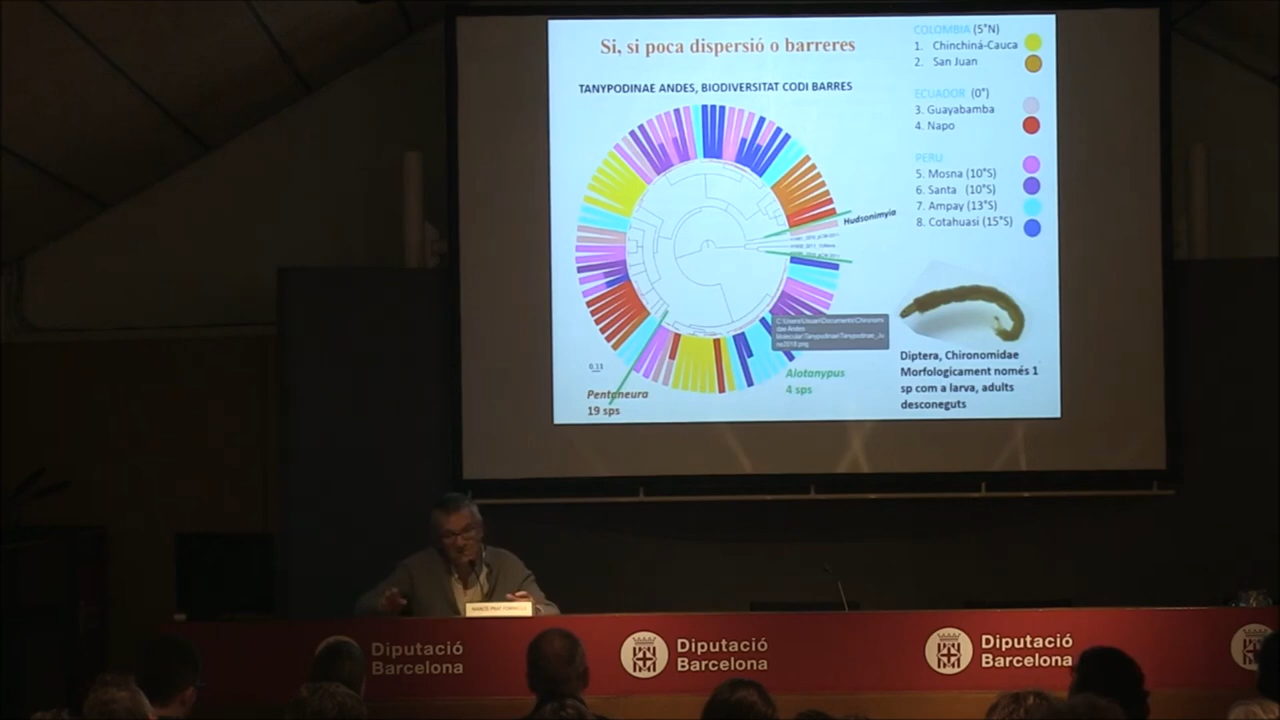 Si, si poca dispersió o barreres
TANYPODINAE ANDES, BIODIVERSITAT CODI BARRES
COLOMBIA (5°N)
1. Chinchiná-Cauca
2. San Juan
ECUADOR (0°)
3. Guayabamba
4. Napo
PERU
5. Mosna (10°S)
6. Santa (10°S)
7. Ampay (13°S)
8. Cotahuasi (15°S)
Hudsonimyia
0.11
Pentaneura
19 sps
Alotanypus
4 sps
Diptera, Chironomidae
Morfologicament només 1
sp com a larva, adults
desconeguts
Diputació
Barcelona
Diputació
Barcelona
Diputació
Barcelona